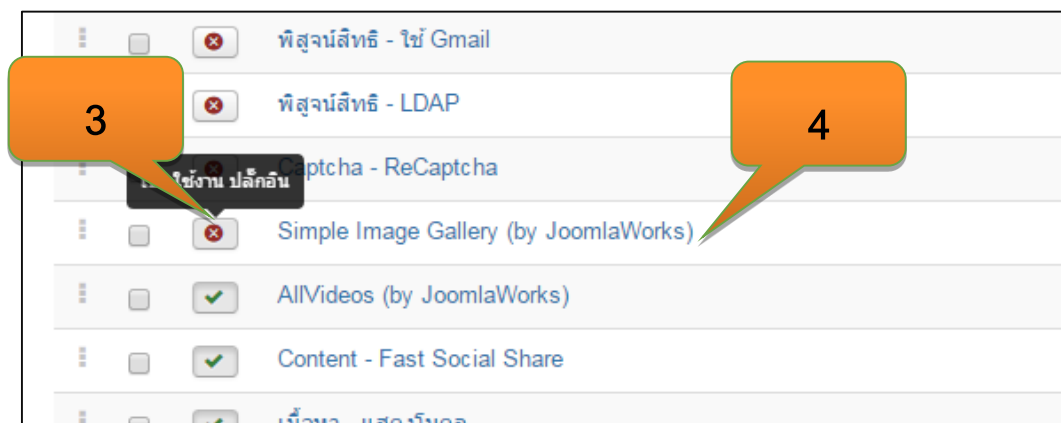 พิสูจน์สิทธิ - ใช้ Gmail
พิสูจน์สิทธิ - LDAP
3
4
Captcha - ReCaptcha
ใช้งาน ปลั๊กอิน
Simple Image Gallery (by JoomlaWorks)
AllVideos (by JoomlaWorks)
Content - Fast Social Share